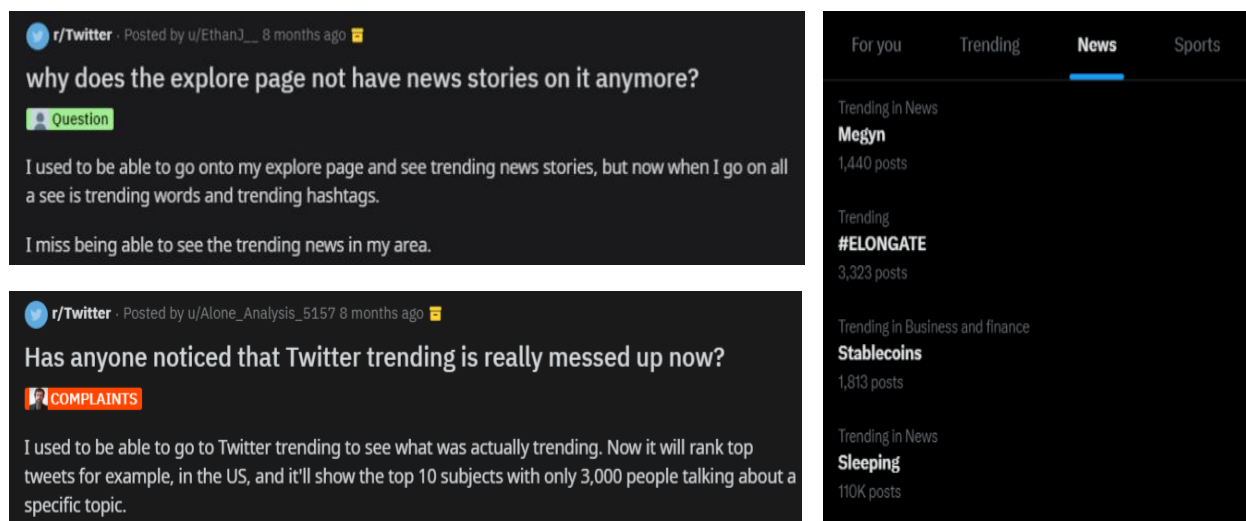 r/Twitter · Posted by u/EthanJ__ 8 months ago
why does the explore page not have news stories on it anymore?
Question
I used to be able to go onto my explore page and see trending news stories, but now when I go on all
a see is trending words and trending hashtags.
I miss being able to see the trending news in my area.
r/Twitter · Posted by u/Alone_Analysis_5157 8 months ago
Has anyone noticed that Twitter trending is really messed up now?
COMPLAINTS
I used to be able to go to Twitter trending to see what was actually trending. Now it will rank top
tweets for example, in the US, and it'll show the top 10 subjects with only 3,000 people talking about a
specific topic.
For you Trending News Sports
Trending in News
Megyn
1,440 posts
Trending
#ELONGATE
3,323 posts
Trending in Business and finance
Stablecoins
1,813 posts
Trending in News
Sleeping
110K posts